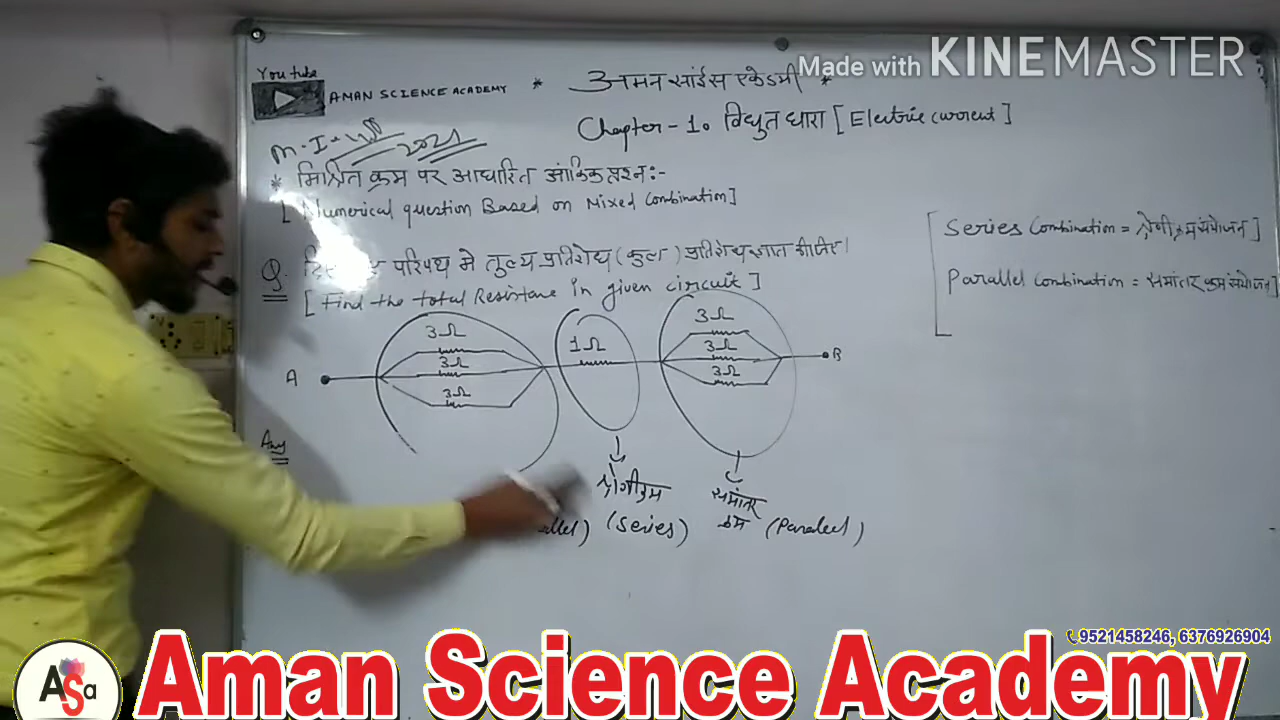 Made with KINEMASTER
You tube
AMAN SCIENCE ACADEMY * अमन साइंस एकेडमी *
Chapter - 1. विद्युत धारा [Electric current]
M.I = 2021
* मिश्रित क्रम पर आधारित आंकिक प्रश्न :-
[Numerical question Based on Mixed Combination]
Series Combination = श्रेणीक्रम संयोजन]
Parallel Combination = समांतर क्रम संयोजन]
Q. परिपथ मे तुल्य प्रतिरोध (कुल) प्रतिरोध ज्ञात कीजिए।
[Find the total Resistance in given circuit]
3Ω
1Ω
3Ω
3Ω
3Ω
A
B
3Ω
3Ω
Ans
श्रेणीक्रम
समांतर
क्रम
(Series)
(Parallel)
9521458246, 6376926904
ASa
Aman Science Academy